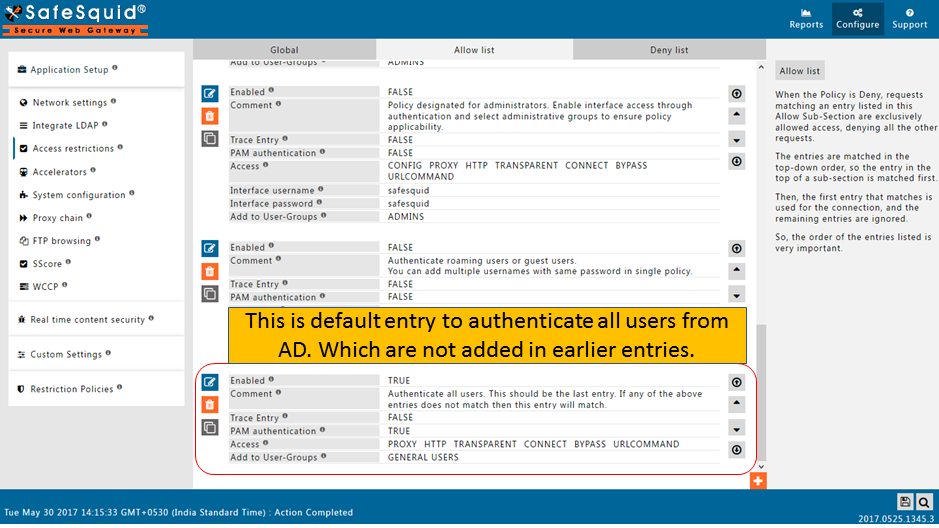 SafeSquid®
Secure Web Gateway
Reports
Configure
Support
Application Setup
Network settings
Integrate LDAP
Access restrictions
Accelerators
System configuration
Proxy chain
FTP browsing
SScore
WCCP
Real time content security
Custom Settings
Restriction Policies
Global
Allow list
Deny list
Add to User-Groups ADMINS
Enabled FALSE
Comment Policy designated for administrators. Enable interface access through
authentication and select administrative groups to ensure policy
applicability.
Trace Entry FALSE
PAM authentication FALSE
Access CONFIG PROXY HTTP TRANSPARENT CONNECT BYPASS
URLCOMMAND
Interface username safesquid
Interface password safesquid
Add to User-Groups ADMINS
Enabled FALSE
Comment Authenticate roaming users or guest users.
You can add multiple usernames with same password in single policy.
Trace Entry FALSE
PAM authentication FALSE
This is default entry to authenticate all users from
AD. Which are not added in earlier entries.
Enabled TRUE
Comment Authenticate all users. This should be the last entry. If any of the above
entries does not match then this entry will match.
Trace Entry FALSE
PAM authentication TRUE
Access PROXY HTTP TRANSPARENT CONNECT BYPASS URLCOMMAND
Add to User-Groups GENERAL USERS
Allow list
When the Policy is Deny, requests
matching an entry listed in this
Allow Sub-Section are exclusively
allowed access, denying all the other
requests.
The entries are matched in the
top-down order, so the entry in the
top of a sub-section is matched first.
Then, the first entry that matches is
used for the connection, and the
remaining entries are ignored.
So, the order of the entries listed is
very important.
Tue May 30 2017 14:15:33 GMT+0530 (India Standard Time) : Action Completed
2017.0525.1345.3